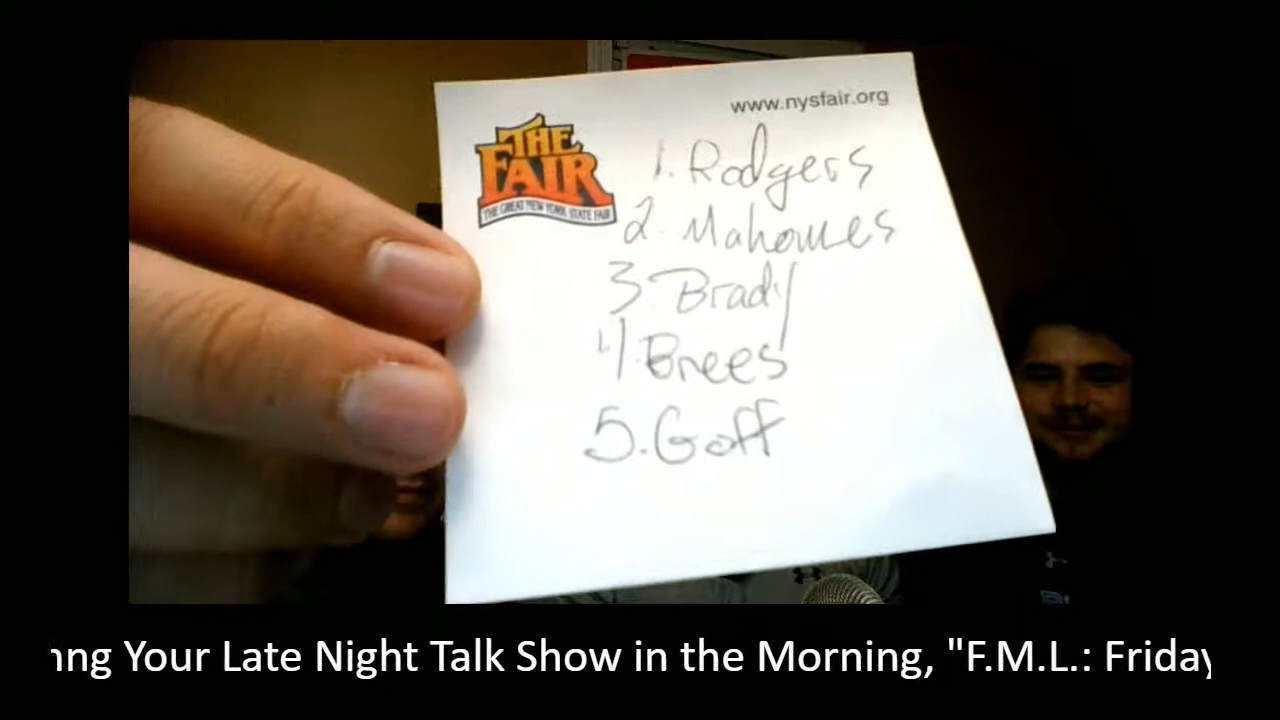 www.nysfair.org
THE
FAIR
THE GREAT NEW YORK STATE FAIR
1. Rodgers
2. Mahomes
3. Brady
4. Brees
5. Goff
Your Late Night Talk Show in the Morning, "F.M.L.: Friday